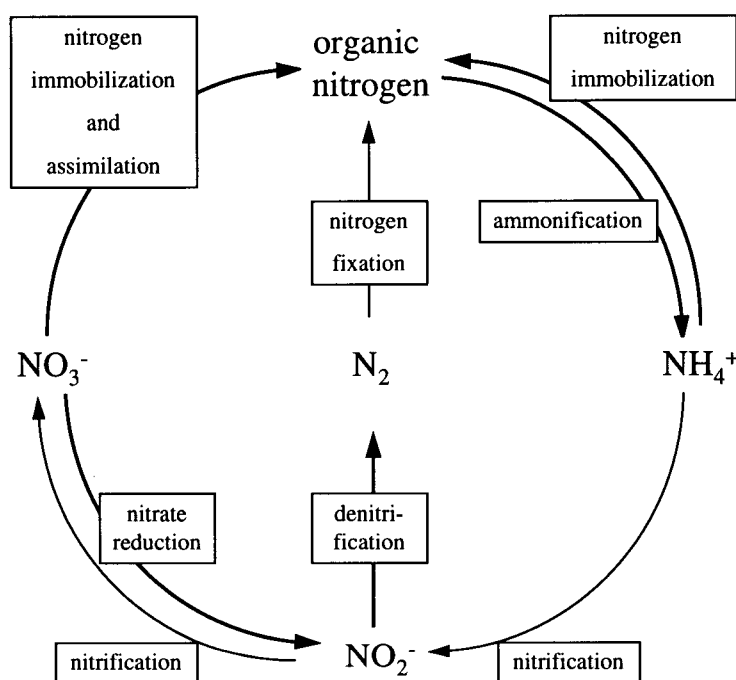 nitrogen
immobilization
and
assimilation
organic
nitrogen
nitrogen
immobilization
nitrogen
fixation
ammonification
NO₃⁻
N₂
NH₄⁺
nitrate
reduction
denitri-
fication
nitrification
NO₂⁻
nitrification